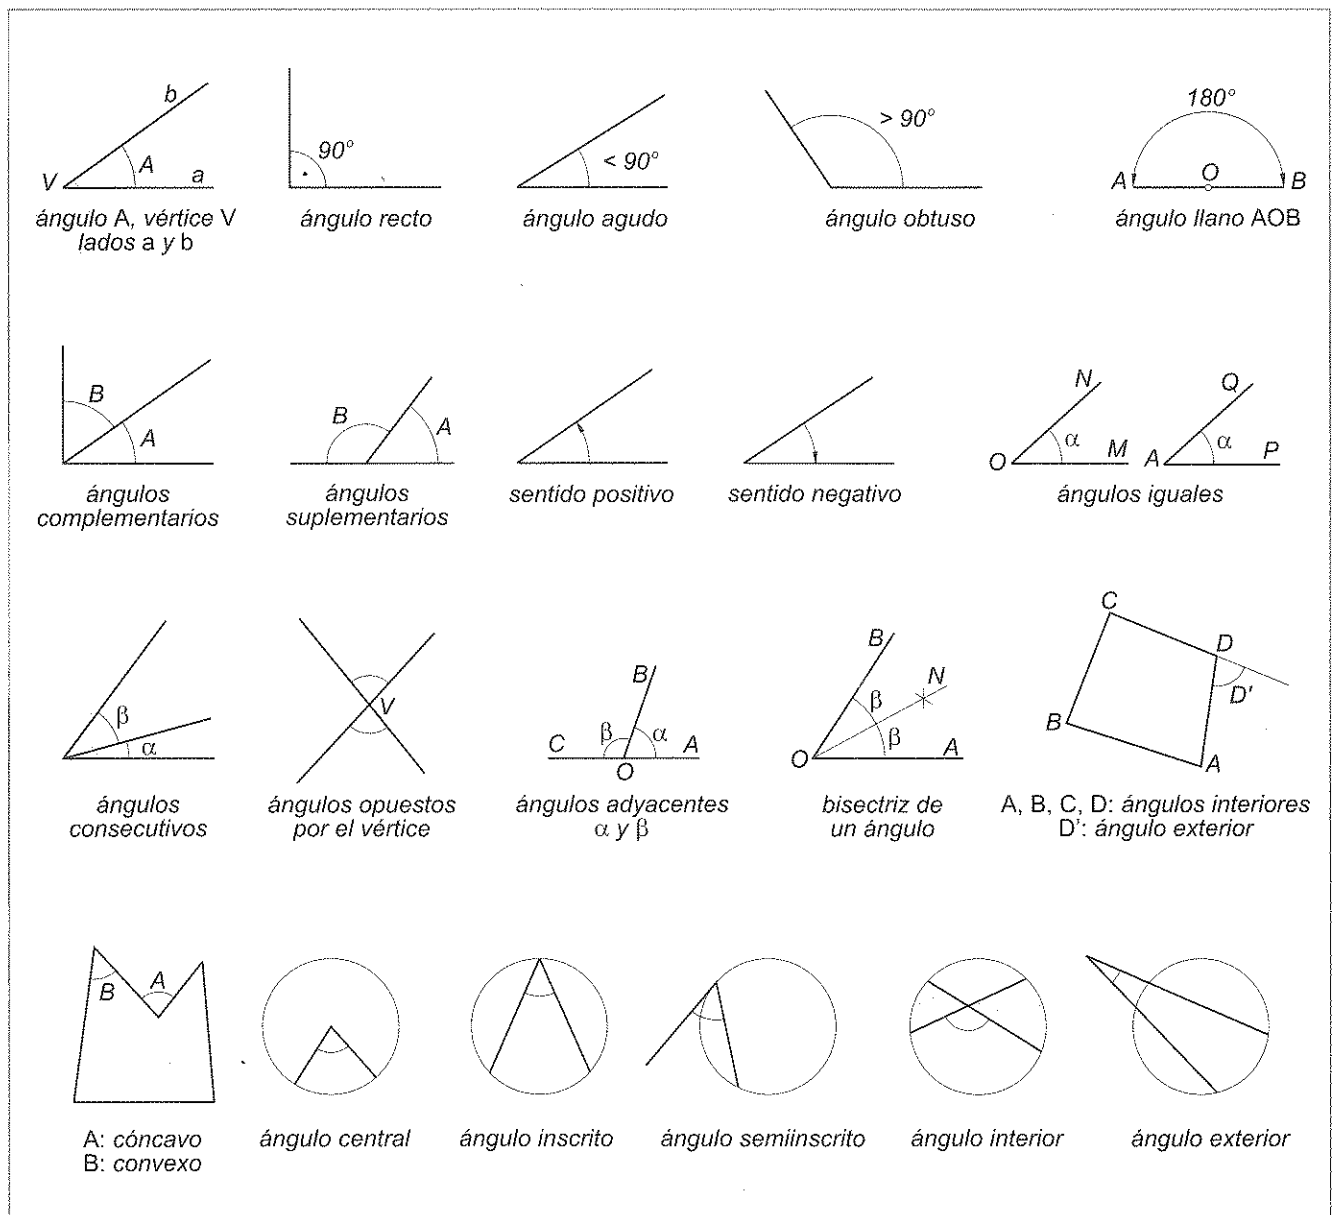 b
V
A
a
ángulo A, vértice V
lados a y b
90°
ángulo recto
< 90°
ángulo agudo
> 90°
ángulo obtuso
180°
A
O
B
ángulo llano AOB
B
A
ángulos
complementarios
B
A
ángulos
suplementarios
sentido positivo
sentido negativo
N
O
α
M
Q
A
α
P
ángulos iguales
β
α
ángulos
consecutivos
V
ángulos opuestos
por el vértice
B
C
β
α
A
O
ángulos adyacentes
α y β
B
N
β
β
O
A
bisectriz de
un ángulo
C
D
D'
B
A
A, B, C, D: ángulos interiores
D': ángulo exterior
B
A
A: cóncavo
B: convexo
ángulo central
ángulo inscrito
ángulo semiinscrito
ángulo interior
ángulo exterior